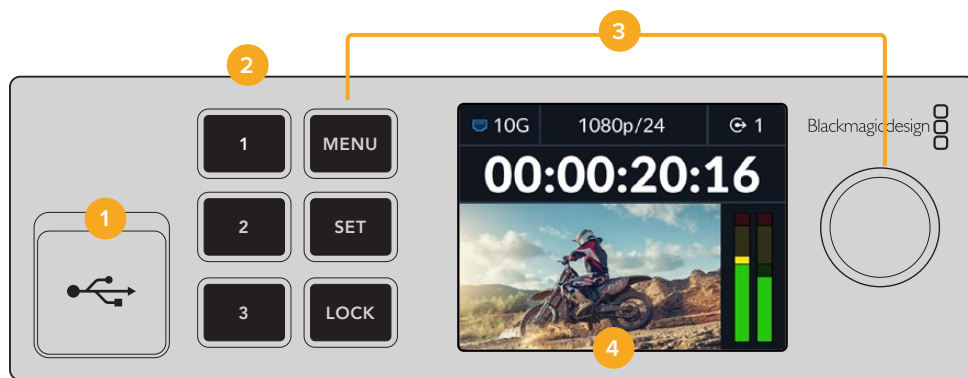 3
2
1 MENU
10G 1080p/24 1
Blackmagicdesign
00:00:20:16
1
2 SET
3 LOCK
4